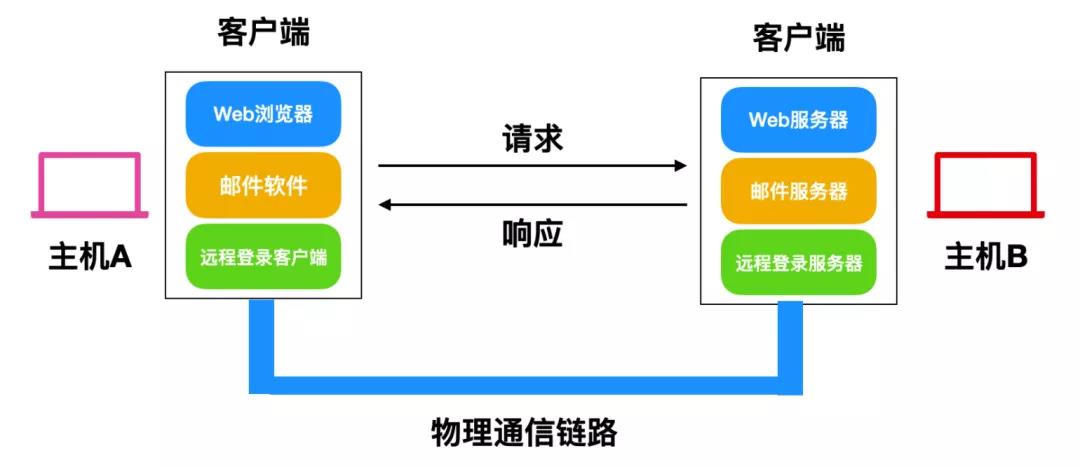 客户端
客户端
Web浏览器
邮件软件
远程登录客户端
主机A
请求
响应
Web服务器
邮件服务器
远程登录服务器
主机B
物理通信链路